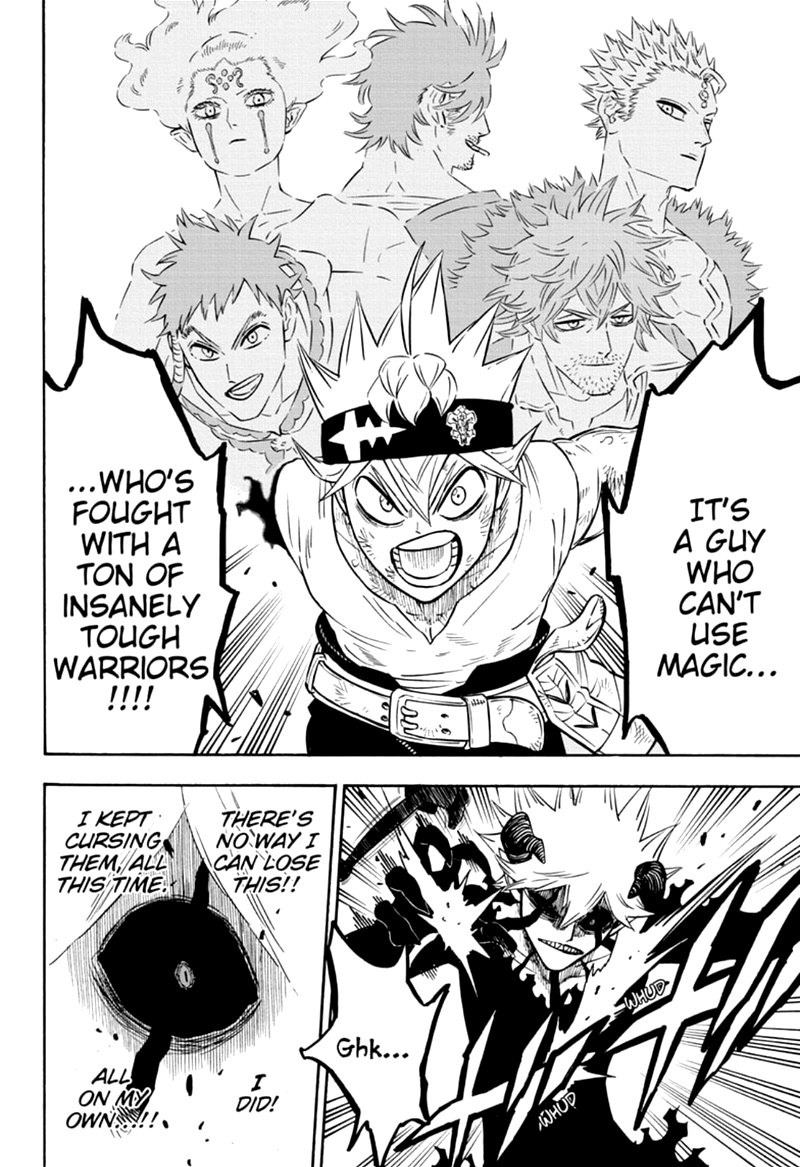 IT'S
A GUY
WHO
CAN'T
USE
MAGIC...
...WHO'S
FOUGHT
WITH A
TON OF
INSANELY
TOUGH
WARRIORS
!!!!
WHUD
WHUD
Ghk...
THERE'S
NO WAY I
CAN LOSE
THIS!!
I KEPT
CURSING
THEM, ALL
THIS TIME.
I
DID!
ALL
ON MY
OWN...!!